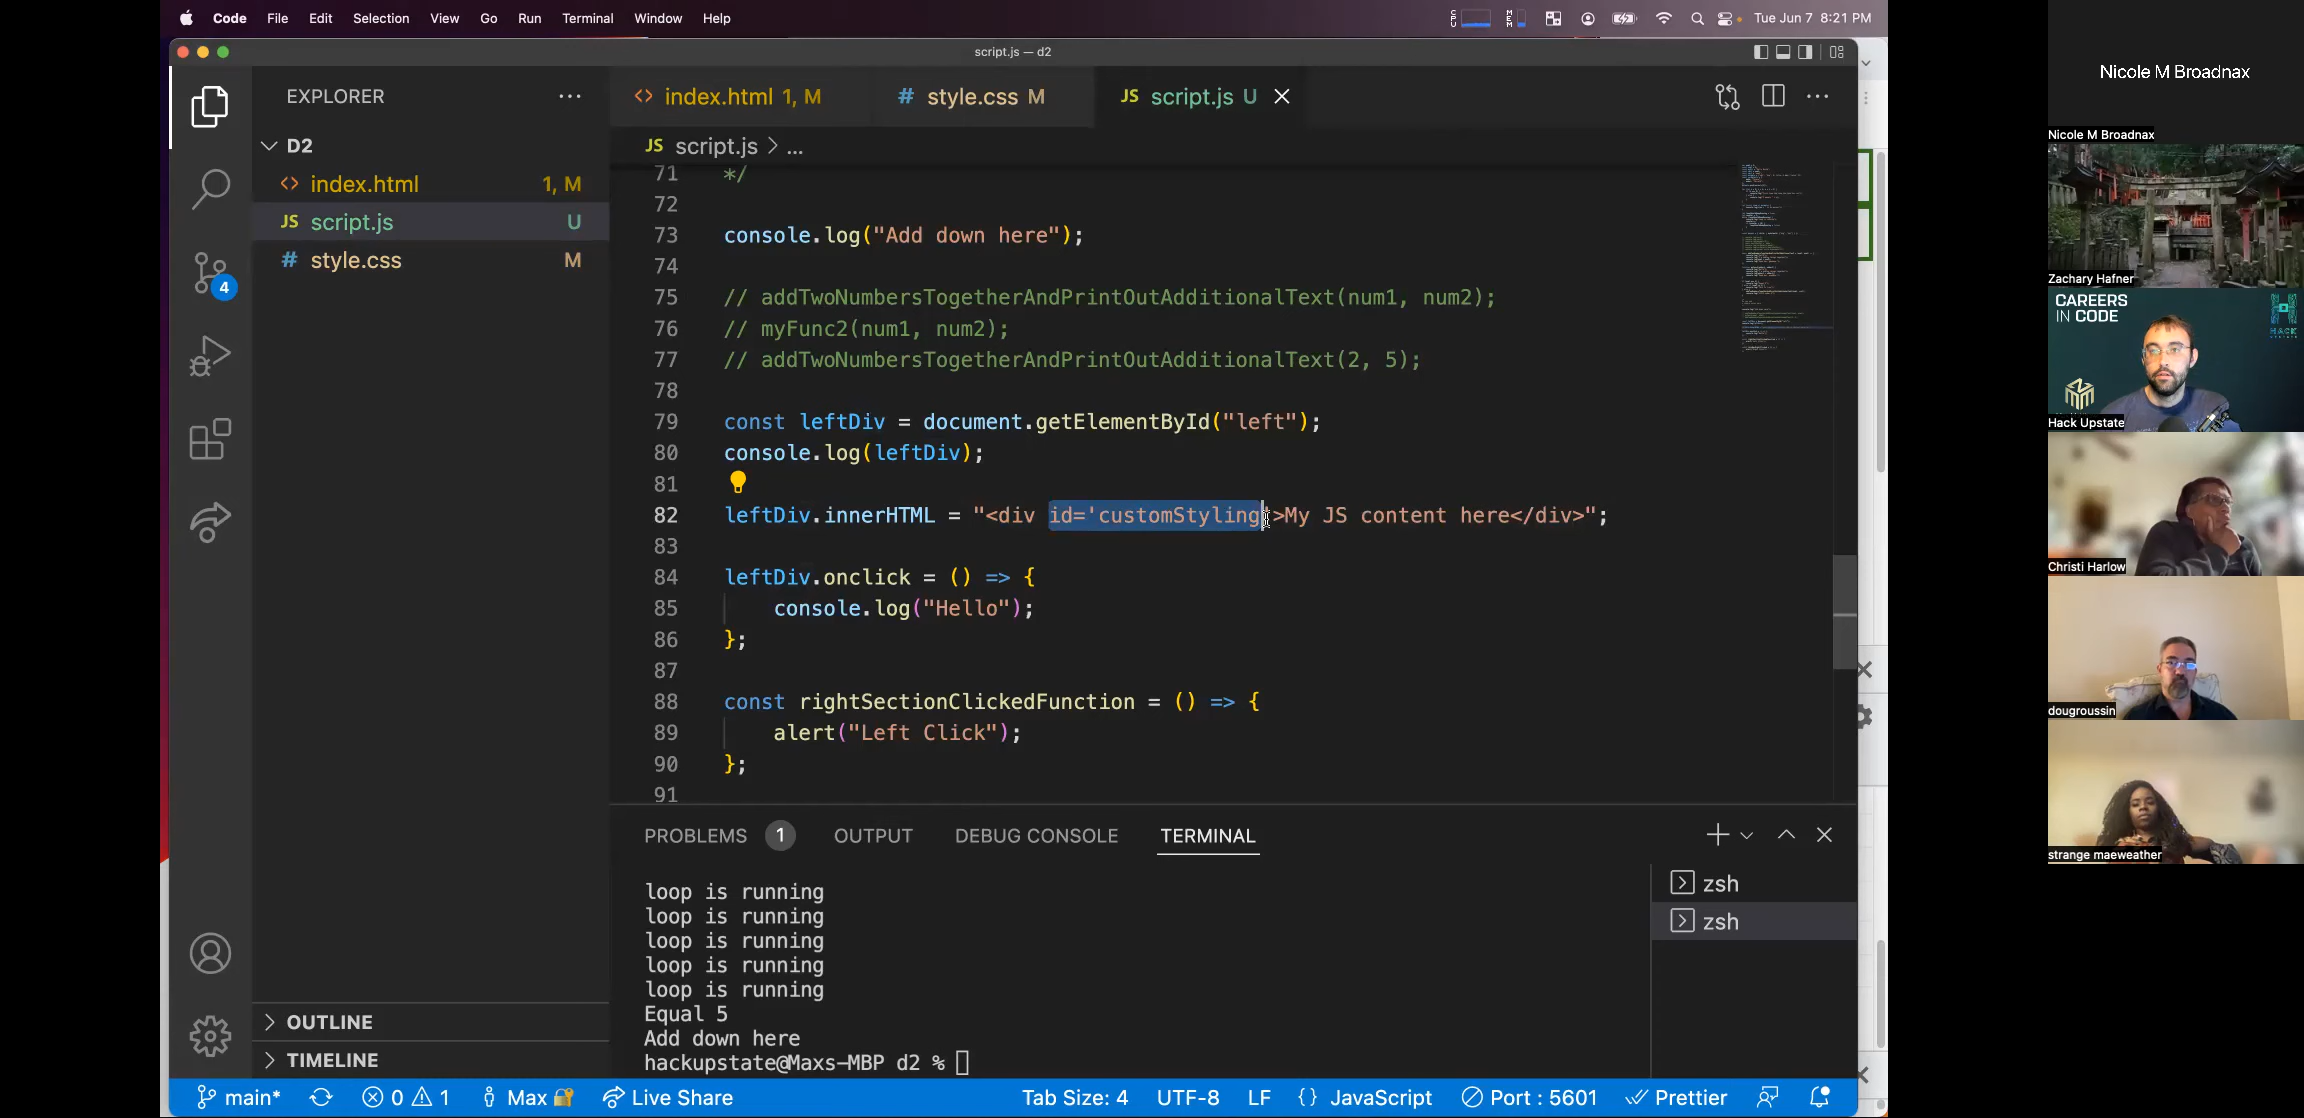 Code File Edit Selection View Go Run Terminal Window Help
CPU MEM Tue Jun 7 8:21 PM
script.js — d2
EXPLORER
D2
index.html 1, M
script.js U
style.css M
OUTLINE
TIMELINE
4
index.html 1, M style.css M JS script.js U
JS script.js > ...
71 */
72
73 console.log("Add down here");
74
75 // addTwoNumbersTogetherAndPrintOutAdditionalText(num1, num2);
76 // myFunc2(num1, num2);
77 // addTwoNumbersTogetherAndPrintOutAdditionalText(2, 5);
78
79 const leftDiv = document.getElementById("left");
80 console.log(leftDiv);
81
82 leftDiv.innerHTML = "<div id='customStyling'>My JS content here</div>";
83
84 leftDiv.onclick = () => {
85 console.log("Hello");
86 };
87
88 const rightSectionClickedFunction = () => {
89 alert("Left Click");
90 };
91
PROBLEMS 1 OUTPUT DEBUG CONSOLE TERMINAL
loop is running
loop is running
loop is running
loop is running
loop is running
Equal 5
Add down here
hackupstate@Maxs-MBP d2 %
zsh
zsh
main* 0 1 Max Live Share Tab Size: 4 UTF-8 LF {} JavaScript Port : 5601 Prettier
Nicole M Broadnax
Nicole M Broadnax
Zachary Hafner
CAREERS
IN CODE
HACK
UPSTATE
Hack Upstate
Christi Harlow
dougroussin
strange maeweather